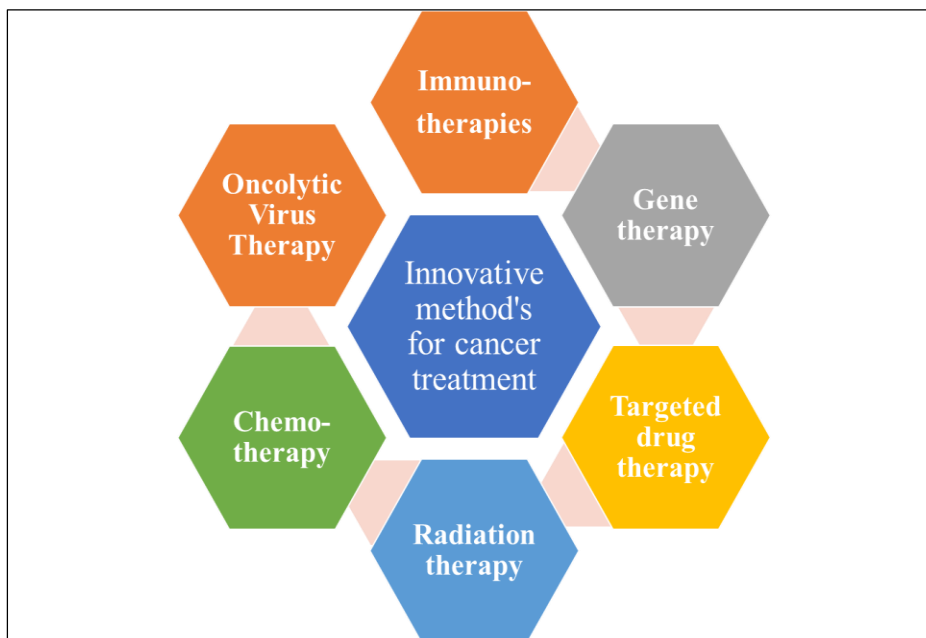 Immuno-
therapies
Oncolytic
Virus
Therapy
Gene
therapy
Innovative
method's
for cancer
treatment
Chemo-
therapy
Targeted
drug
therapy
Radiation
therapy